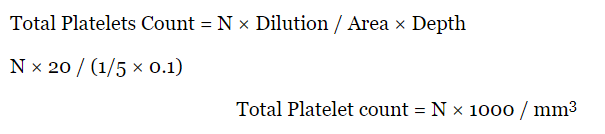 Total Platelets Count = N × Dilution / Area × Depth
N × 20 / (1/5 × 0.1)
Total Platelet count = N × 1000 / mm³